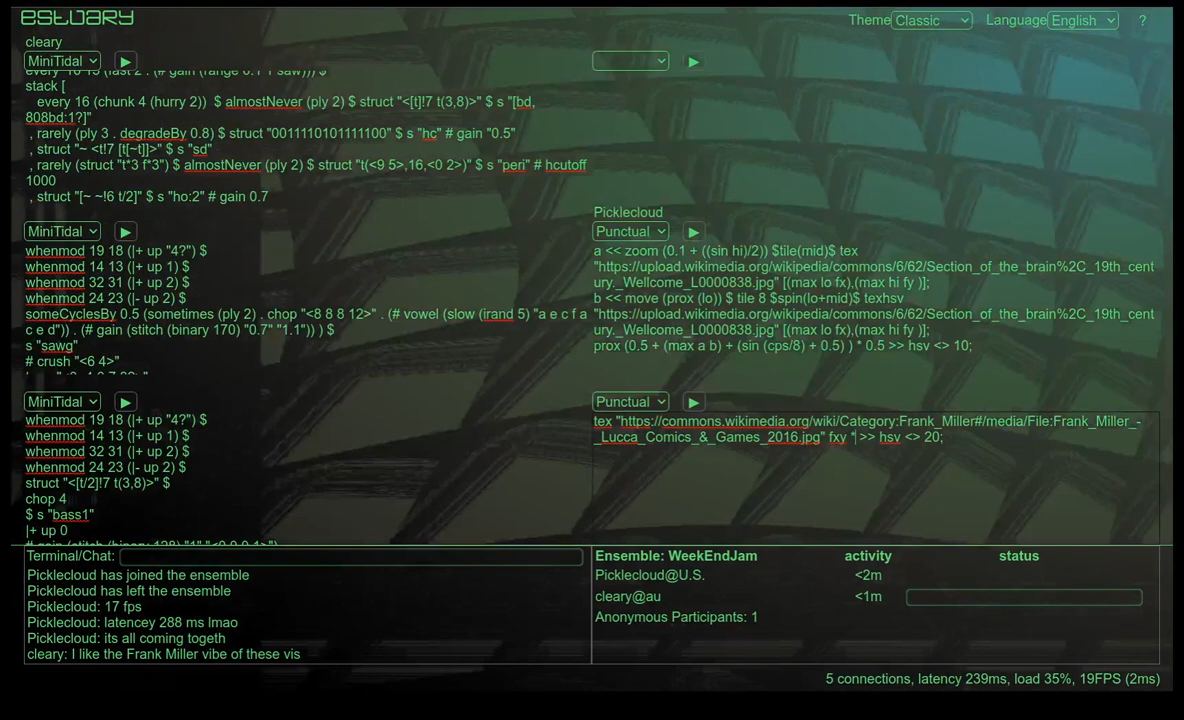 estuary
Theme Classic Language English ?
cleary
MiniTidal
every 16 15 (fast 2 . (# gain (range 0.1 1 saw))) $
stack [
every 16 (chunk 4 (hurry 2)) $ almostNever (ply 2) $ struct "<[t]!7 t(3,8)>" $ s "[bd,
808bd:1?]"
, rarely (ply 3 . degradeBy 0.8) $ struct "0011110101111100" $ s "hc" # gain "0.5"
, struct "~ <t!7 [t[~t]]>" $ s "sd"
, rarely (struct "t*3 f*3") $ almostNever (ply 2) $ struct "t(<9 5>,16,<0 2>)" $ s "peri" # hcutoff
1000
, struct "[~ ~!6 t/2]" $ s "ho:2" # gain 0.7
MiniTidal
whenmod 19 18 (|+ up "4?") $
whenmod 14 13 (|+ up 1) $
whenmod 32 31 (|+ up 2) $
whenmod 24 23 (|- up 2) $
someCyclesBy 0.5 (sometimes (ply 2) . chop "<8 8 8 12>" . (# vowel (slow (irand 5) "a e c f a
c e d")) . (# gain (stitch (binary 170) "0.7" "1.1")) ) $
s "sawg"
# crush "<6 4>"
MiniTidal
whenmod 19 18 (|+ up "4?") $
whenmod 14 13 (|+ up 1) $
whenmod 32 31 (|+ up 2) $
whenmod 24 23 (|- up 2) $
struct "<[t/2]!7 t(3,8)>" $
chop 4
$ s "bass1"
|+ up 0
Picklecloud
Punctual
a << zoom (0.1 + ((sin hi)/2)) $tile(mid)$ tex
"https://upload.wikimedia.org/wikipedia/commons/6/62/Section_of_the_brain%2C_19th_cent
ury._Wellcome_L0000838.jpg" [(max lo fx),(max hi fy )];
b << move (prox (lo)) $ tile 8 $spin(lo+mid)$ texhsv
"https://upload.wikimedia.org/wikipedia/commons/6/62/Section_of_the_brain%2C_19th_cent
ury._Wellcome_L0000838.jpg" [(max lo fx),(max hi fy )];
prox (0.5 + (max a b) + (sin (cps/8) + 0.5) ) * 0.5 >> hsv <> 10;
Punctual
tex "https://commons.wikimedia.org/wiki/Category:Frank_Miller#/media/File:Frank_Miller_-
_Lucca_Comics_&_Games_2016.jpg" fxy * >> hsv <> 20;
Terminal/Chat:
Picklecloud has joined the ensemble
Picklecloud has left the ensemble
Picklecloud: 17 fps
Picklecloud: latencey 288 ms lmao
Picklecloud: its all coming togeth
cleary: I like the Frank Miller vibe of these vis
Ensemble: WeekEndJam activity status
Picklecloud@U.S. <2m
cleary@au <1m
Anonymous Participants: 1
5 connections, latency 239ms, load 35%, 19FPS (2ms)